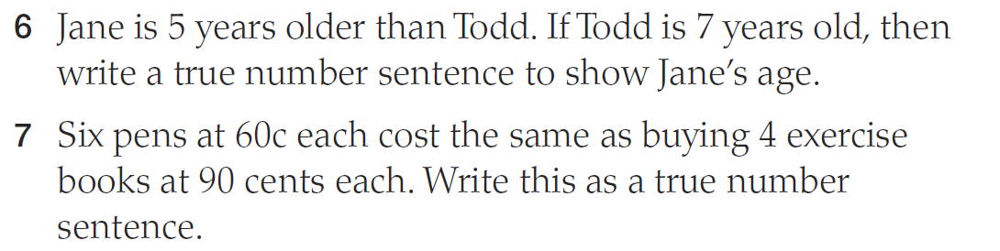 6 Jane is 5 years older than Todd. If Todd is 7 years old, then
write a true number sentence to show Jane’s age.
7 Six pens at 60c each cost the same as buying 4 exercise
books at 90 cents each. Write this as a true number
sentence.